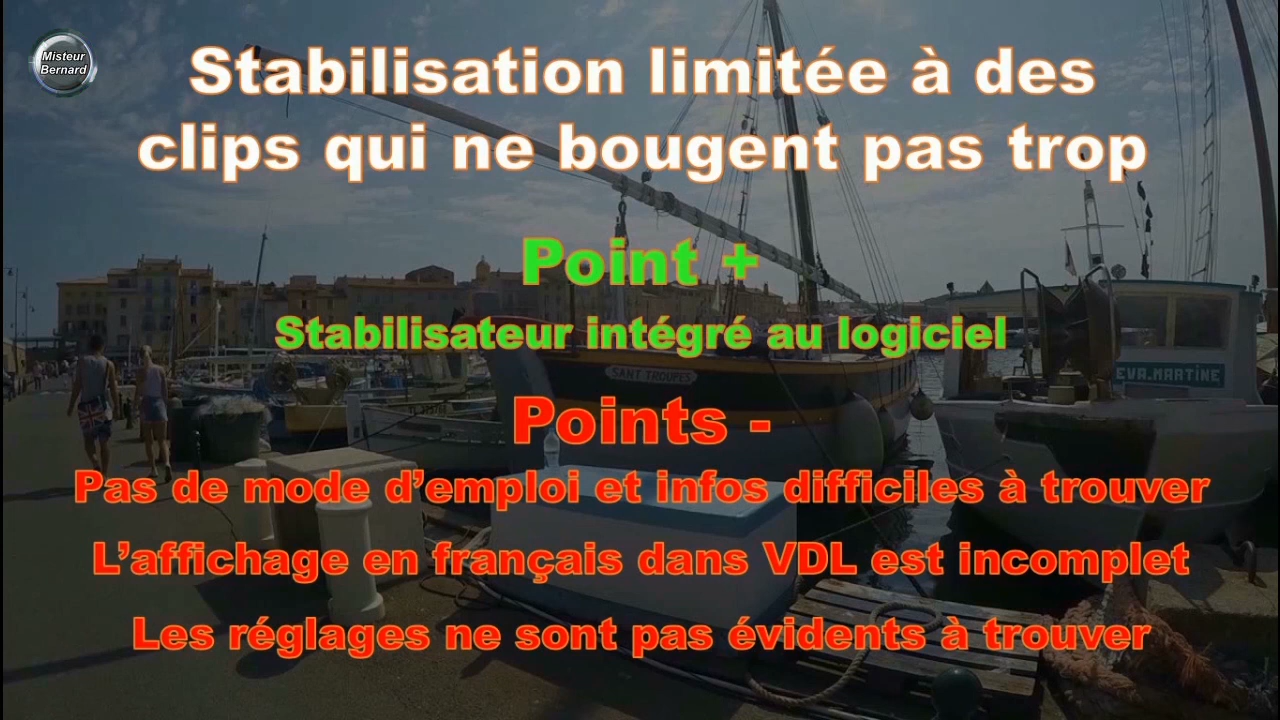 Misteur
Bernard
Stabilisation limitée à des
clips qui ne bougent pas trop
Point +
Stabilisateur intégré au logiciel
SANT TROUPES
EVA.MARTINE
Points -
Pas de mode d’emploi et infos difficiles à trouver
L’affichage en français dans VDL est incomplet
Les réglages ne sont pas évidents à trouver